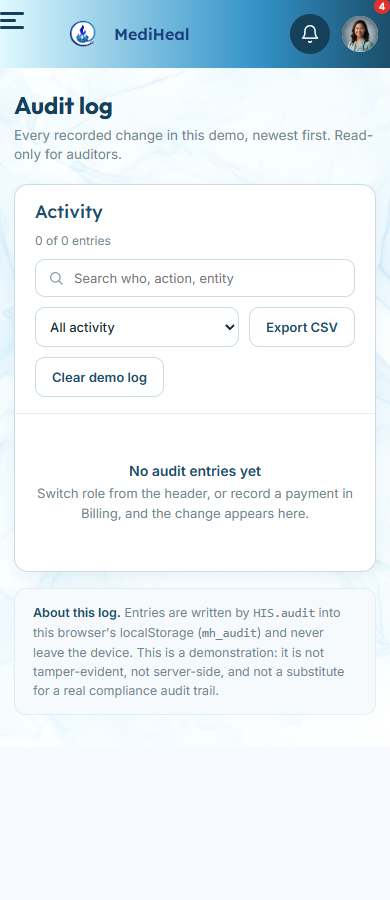 4
MediHeal
Audit log
Every recorded change in this demo, newest first. Read-
only for auditors.
Activity
0 of 0 entries
Search who, action, entity
All activity
Export CSV
Clear demo log
No audit entries yet
Switch role from the header, or record a payment in
Billing, and the change appears here.
About this log. Entries are written by HIS.audit into
this browser's localStorage (mh_audit) and never
leave the device. This is a demonstration: it is not
tamper-evident, not server-side, and not a substitute
for a real compliance audit trail.